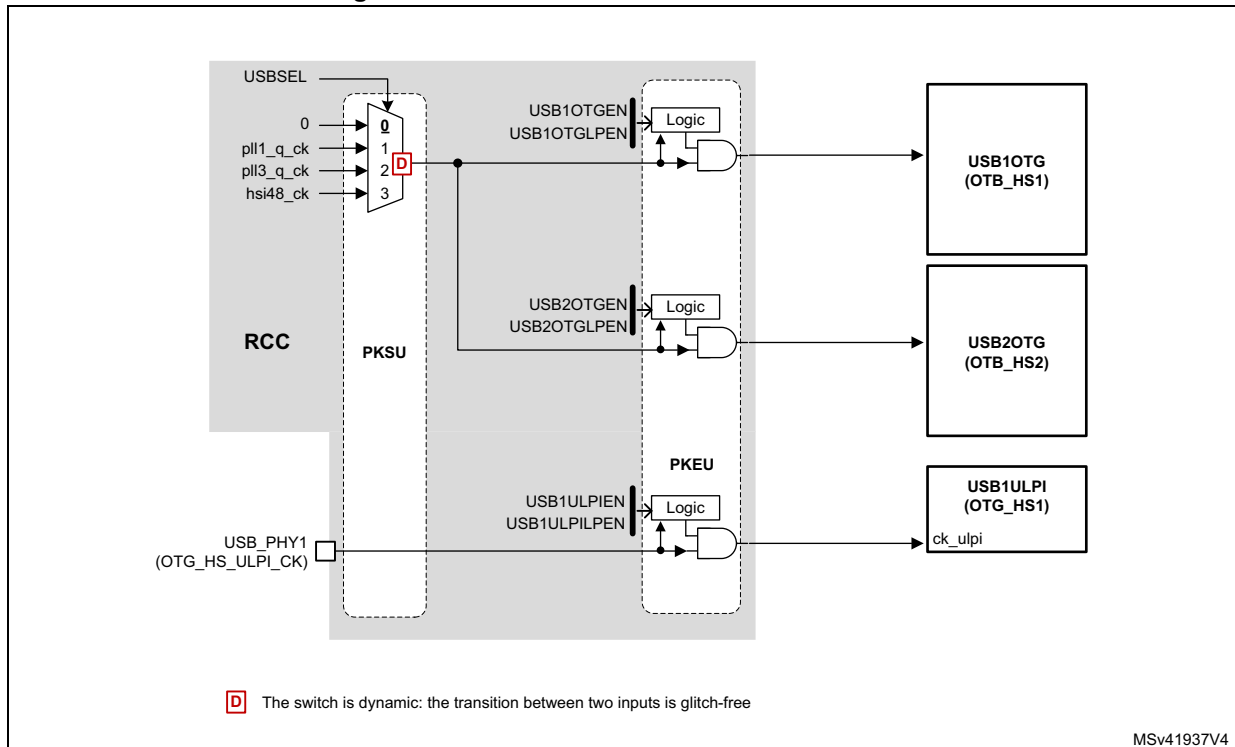 USBSEL
0
pll1_q_ck
pll3_q_ck
hsi48_ck
0
1
2
3
D
USB1OTGEN
USB1OTGLPEN
Logic
USB1OTG
(OTB_HS1)
RCC
PKSU
USB2OTGEN
USB2OTGLPEN
Logic
USB2OTG
(OTB_HS2)
PKEU
USB1ULPIEN
USB1ULPILPEN
Logic
USB1ULPI
(OTG_HS1)
ck_ulpi
USB_PHY1
(OTG_HS_ULPI_CK)
D The switch is dynamic: the transition between two inputs is glitch-free
MSv41937V4